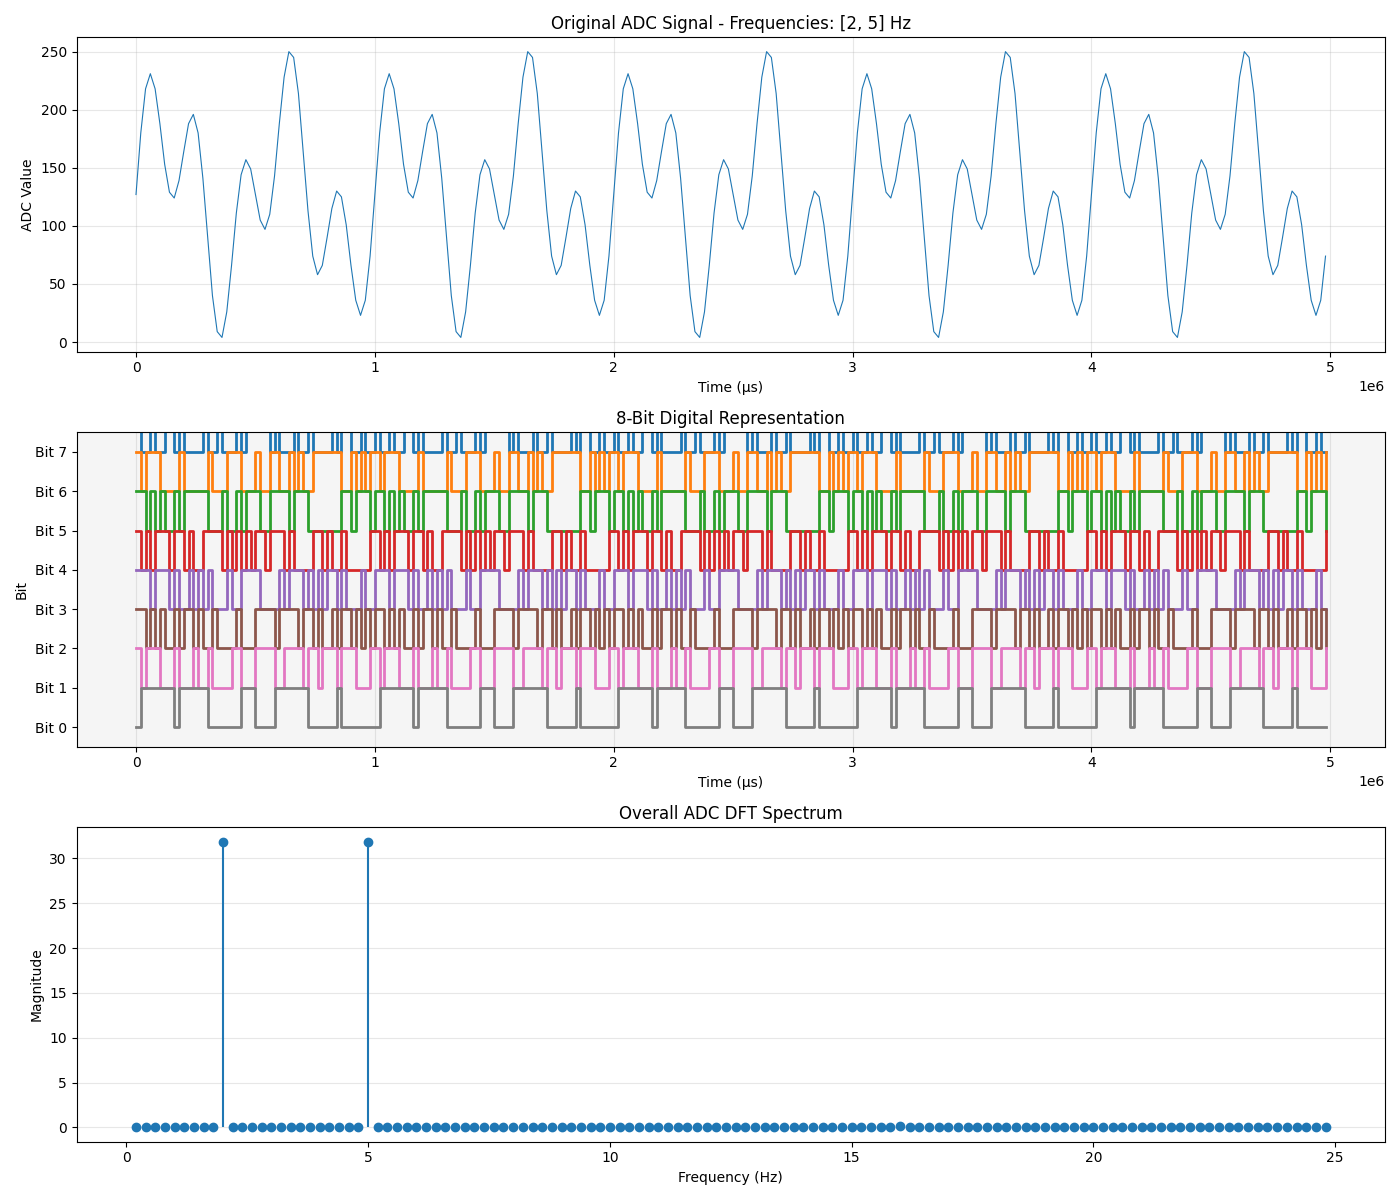 Original ADC Signal - Frequencies: [2, 5] Hz
250
200
150
100
50
0
ADC Value
0 1 2 3 4 5
1e6
Time (µs)
8-Bit Digital Representation
Bit 7
Bit 6
Bit 5
Bit 4
Bit 3
Bit 2
Bit 1
Bit 0
Bit
0 1 2 3 4 5
1e6
Time (µs)
Overall ADC DFT Spectrum
30
25
20
15
10
5
0
Magnitude
0 5 10 15 20 25
Frequency (Hz)